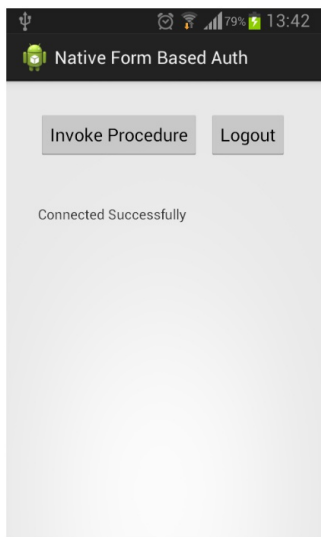 79% 13:42
Native Form Based Auth
Invoke Procedure Logout
Connected Successfully